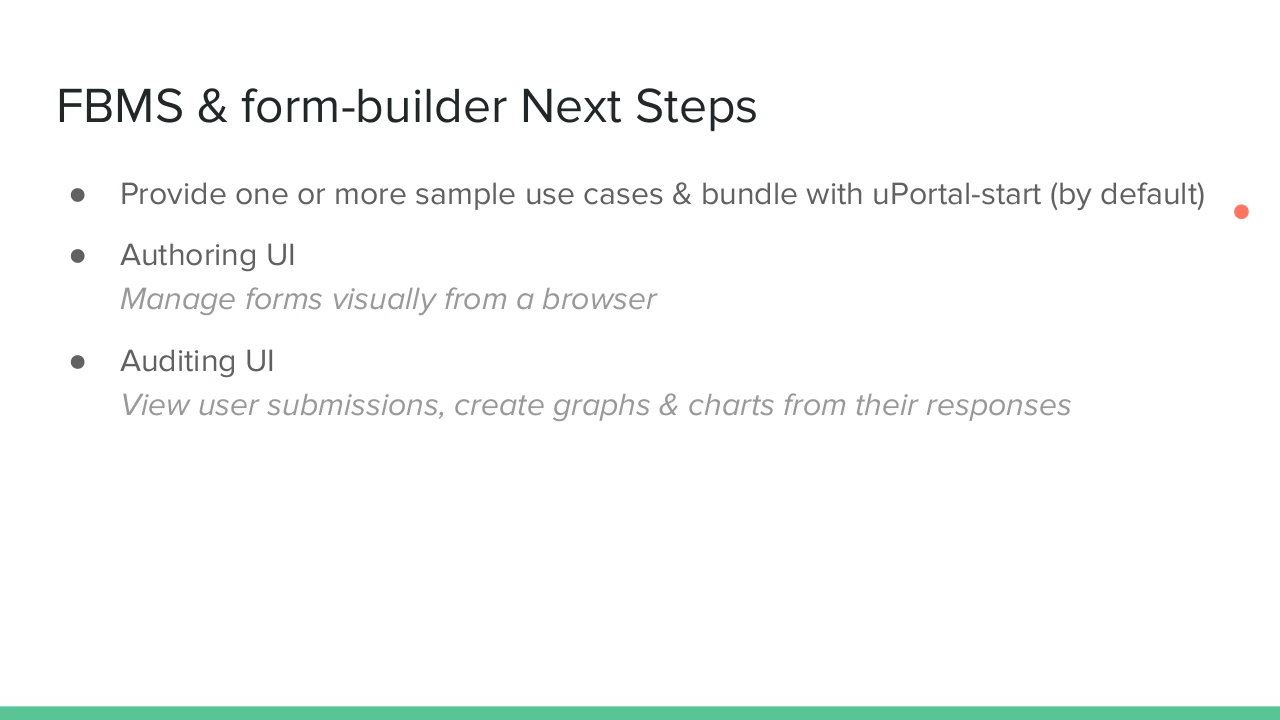 FBMS & form-builder Next Steps
● Provide one or more sample use cases & bundle with uPortal-start (by default)
● Authoring UI
Manage forms visually from a browser
● Auditing UI
View user submissions, create graphs & charts from their responses